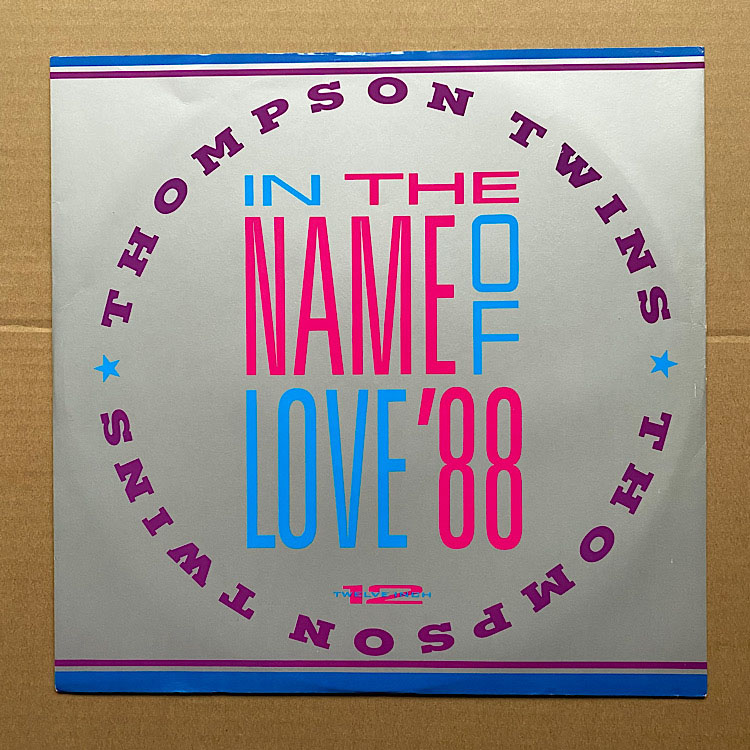 THOMPSON TWINS
IN THE
NAME OF
LOVE '88
12
TWELVE INCH
THOMPSON TWINS